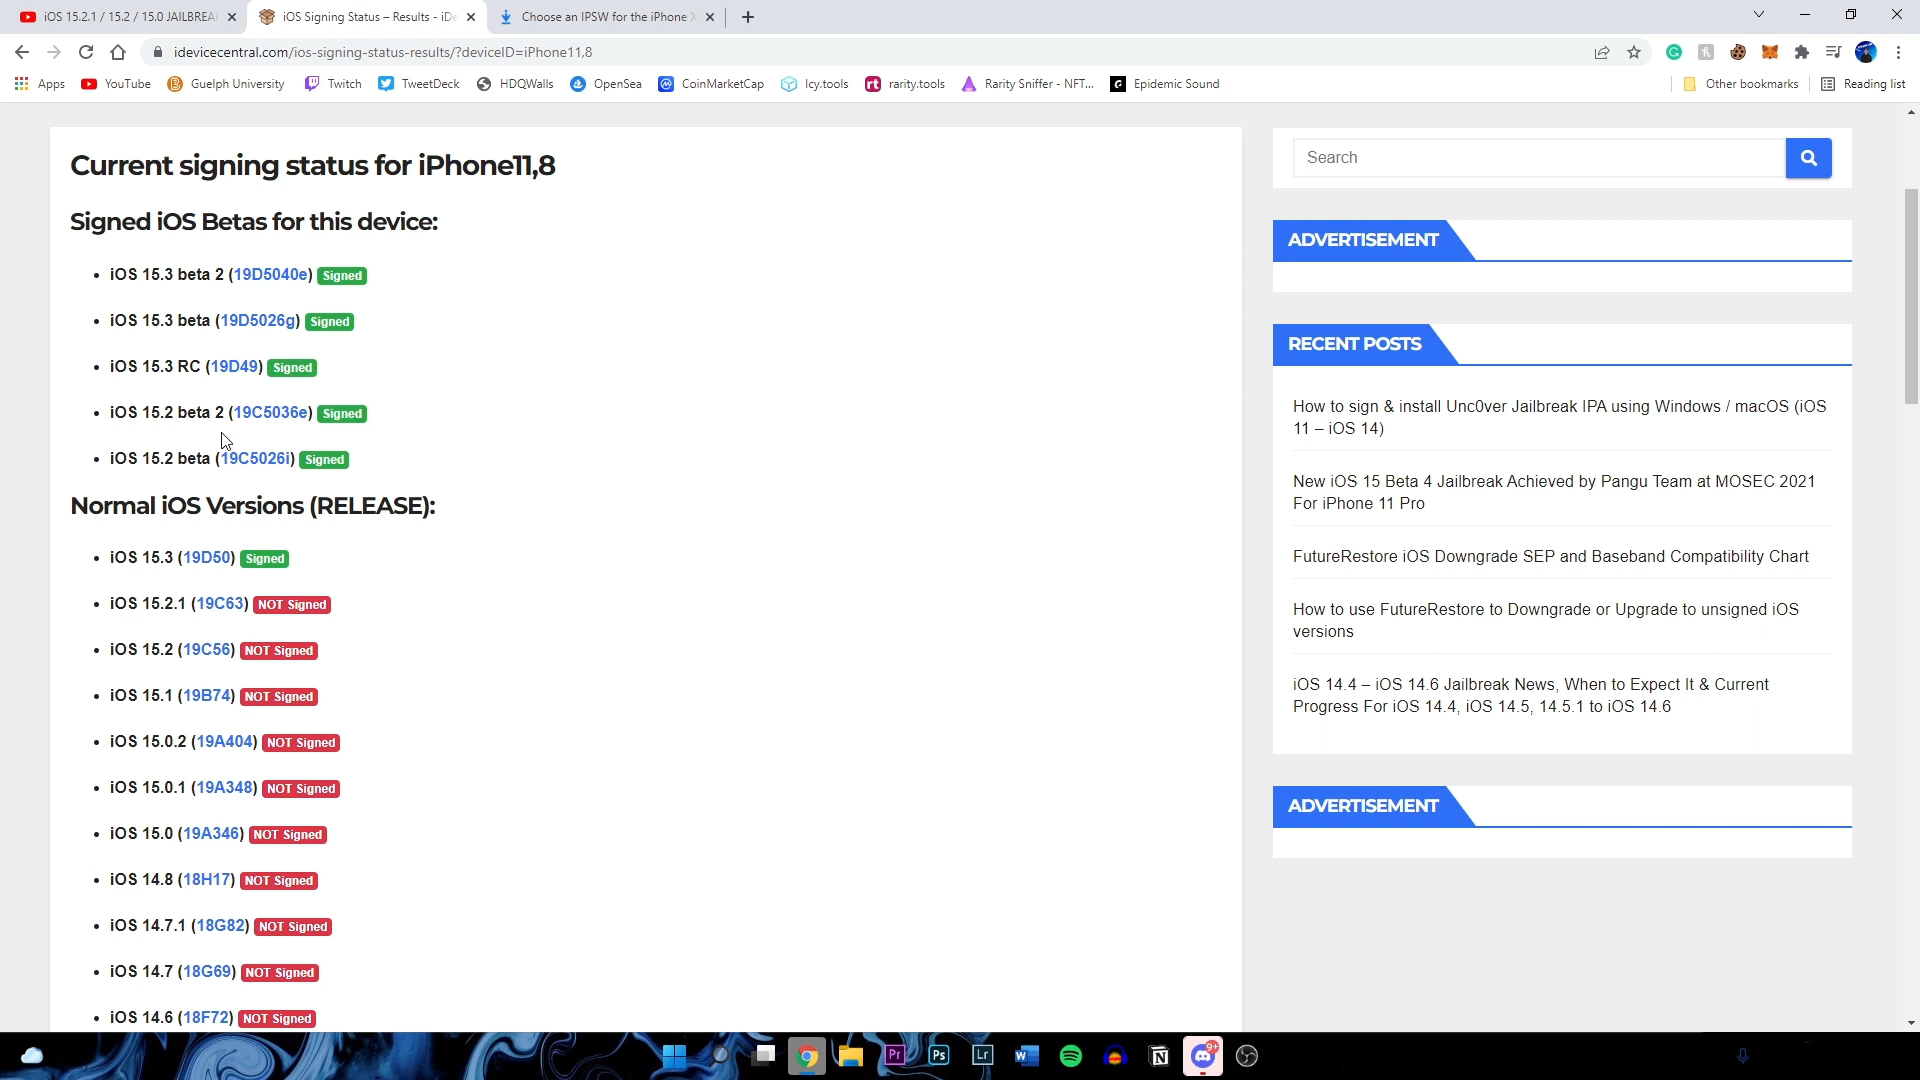 iOS 15.2.1 / 15.2 / 15.0 JAILBREA
iOS Signing Status – Results - iDe
Choose an IPSW for the iPhone X
idevicecentral.com/ios-signing-status-results/?deviceID=iPhone11,8
Apps
YouTube
Guelph University
Twitch
TweetDeck
HDQWalls
OpenSea
CoinMarketCap
Icy.tools
rt
rarity.tools
Rarity Sniffer - NFT...
Epidemic Sound
Other bookmarks
Reading list
Current signing status for iPhone11,8
Signed iOS Betas for this device:
• iOS 15.3 beta 2 (19D5040e) Signed
• iOS 15.3 beta (19D5026g) Signed
• iOS 15.3 RC (19D49) Signed
• iOS 15.2 beta 2 (19C5036e) Signed
• iOS 15.2 beta (19C5026i) Signed
Normal iOS Versions (RELEASE):
• iOS 15.3 (19D50) Signed
• iOS 15.2.1 (19C63) NOT Signed
• iOS 15.2 (19C56) NOT Signed
• iOS 15.1 (19B74) NOT Signed
• iOS 15.0.2 (19A404) NOT Signed
• iOS 15.0.1 (19A348) NOT Signed
• iOS 15.0 (19A346) NOT Signed
• iOS 14.8 (18H17) NOT Signed
• iOS 14.7.1 (18G82) NOT Signed
• iOS 14.7 (18G69) NOT Signed
• iOS 14.6 (18F72) NOT Signed
Search
ADVERTISEMENT
RECENT POSTS
How to sign & install Unc0ver Jailbreak IPA using Windows / macOS (iOS
11 – iOS 14)
New iOS 15 Beta 4 Jailbreak Achieved by Pangu Team at MOSEC 2021
For iPhone 11 Pro
FutureRestore iOS Downgrade SEP and Baseband Compatibility Chart
How to use FutureRestore to Downgrade or Upgrade to unsigned iOS
versions
iOS 14.4 – iOS 14.6 Jailbreak News, When to Expect It & Current
Progress For iOS 14.4, iOS 14.5, 14.5.1 to iOS 14.6
ADVERTISEMENT
Pr
Ps
Lr
W
N
9+